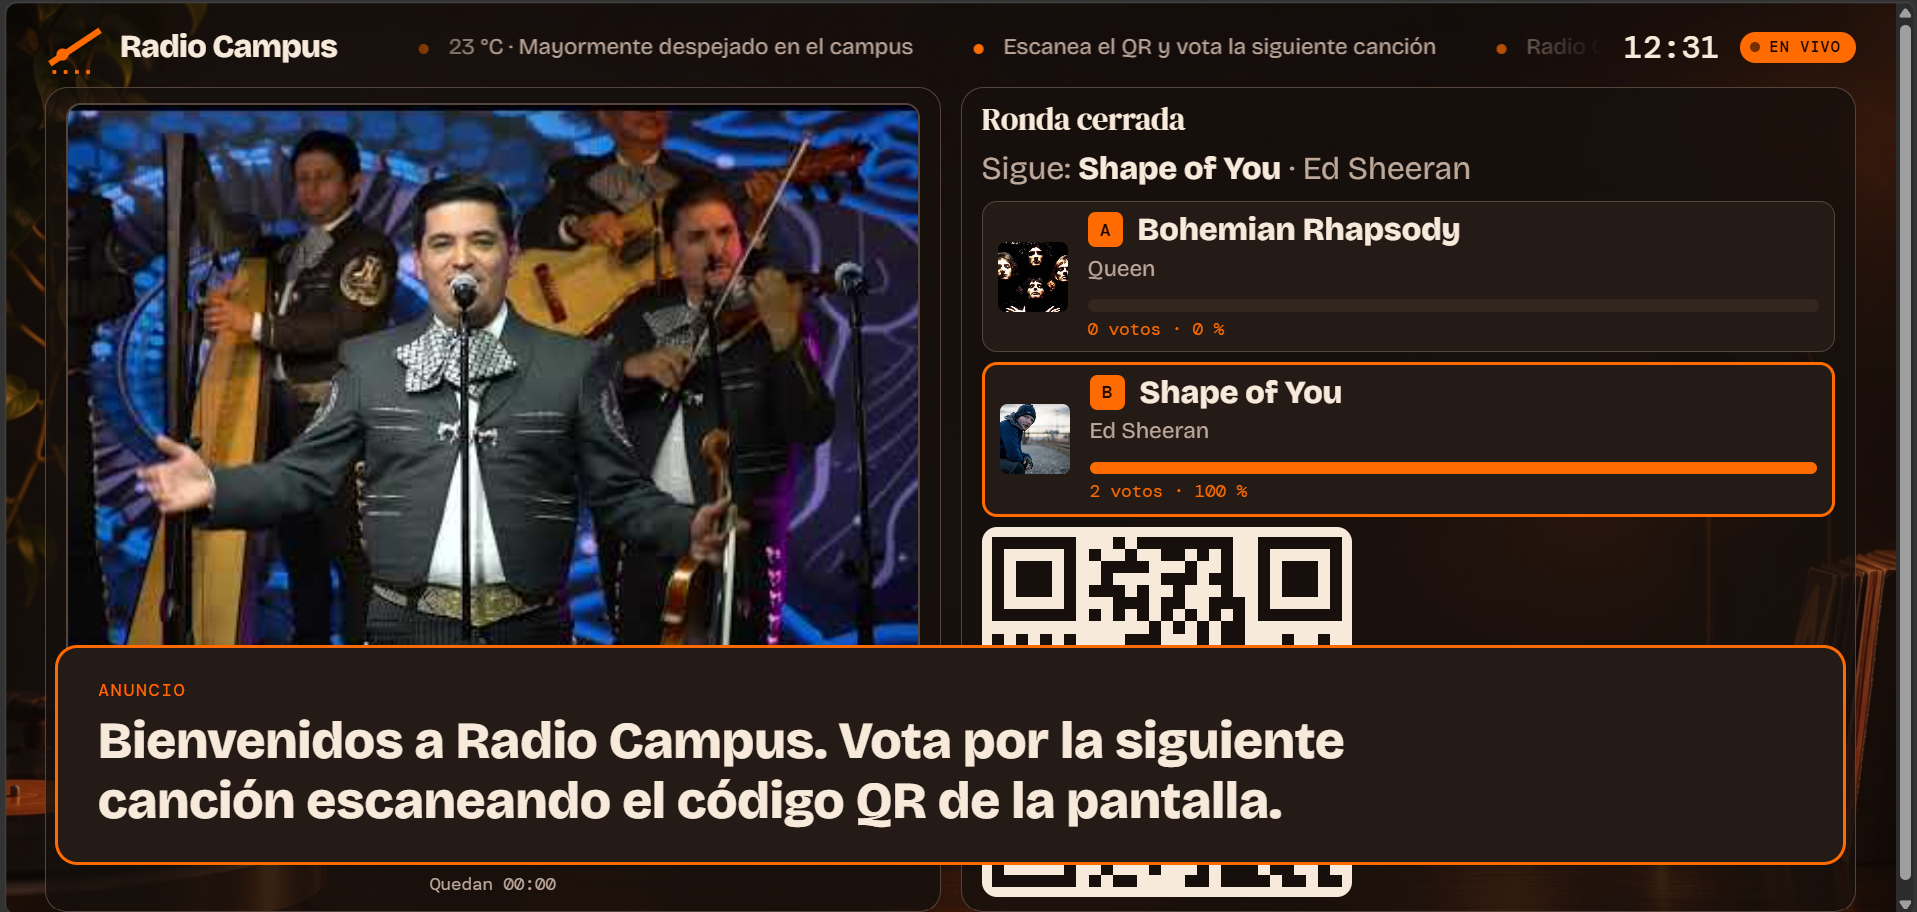 Radio Campus
23 °C · Mayormente despejado en el campus
Escanea el QR y vota la siguiente canción
Radio
12:31
EN VIVO
Ronda cerrada
Sigue: Shape of You · Ed Sheeran
A Bohemian Rhapsody
Queen
0 votos · 0 %
B Shape of You
Ed Sheeran
2 votos · 100 %
ANUNCIO
Bienvenidos a Radio Campus. Vota por la siguiente
canción escaneando el código QR de la pantalla.
Quedan 00:00